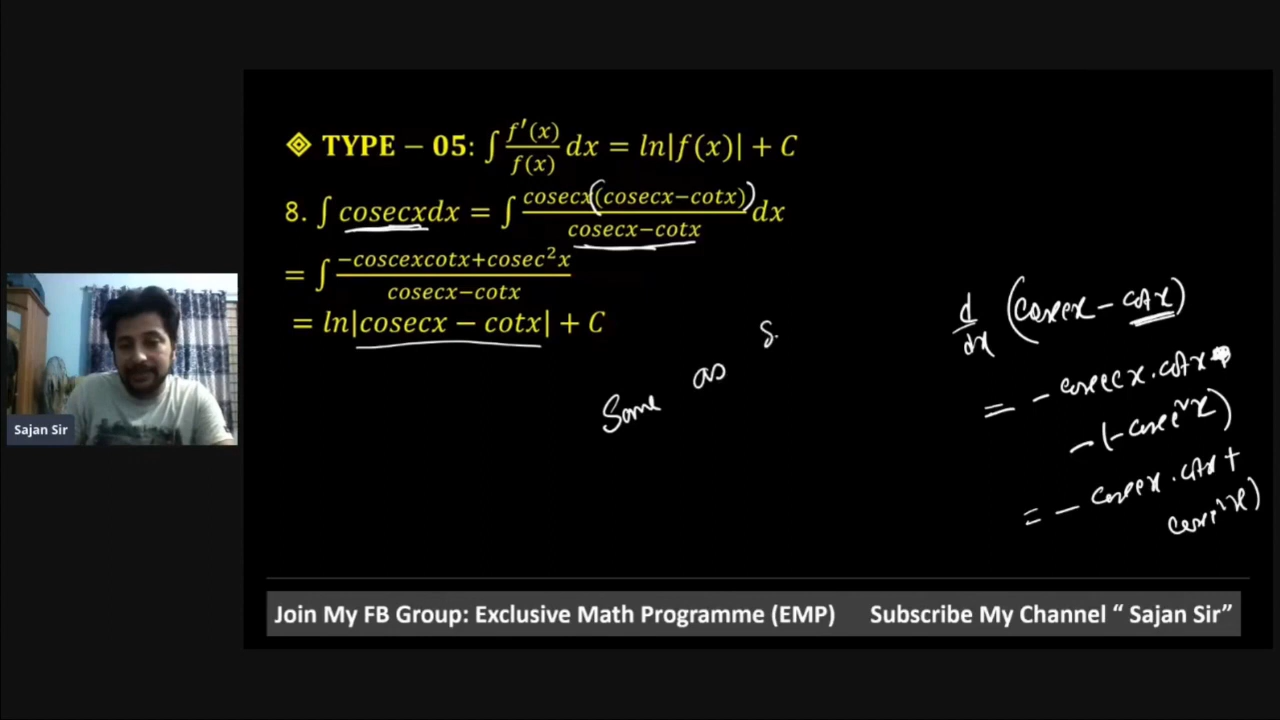 TYPE – 05: ∫ f′(x)/f(x) dx = ln|f(x)| + C
8. ∫ cosecxdx = ∫ cosecx(cosecx−cotx)/cosecx−cotx dx
= ∫ −coscexcotx+cosec²x/cosecx−cotx
= ln|cosecx − cotx| + C
Same as s
d/dx (cosecx − cotx)
= − cosecx.cotx
− (−cosec²x)
= − cosecx.cotx +
cosec²x)
Sajan Sir
Join My FB Group: Exclusive Math Programme (EMP) Subscribe My Channel “ Sajan Sir”